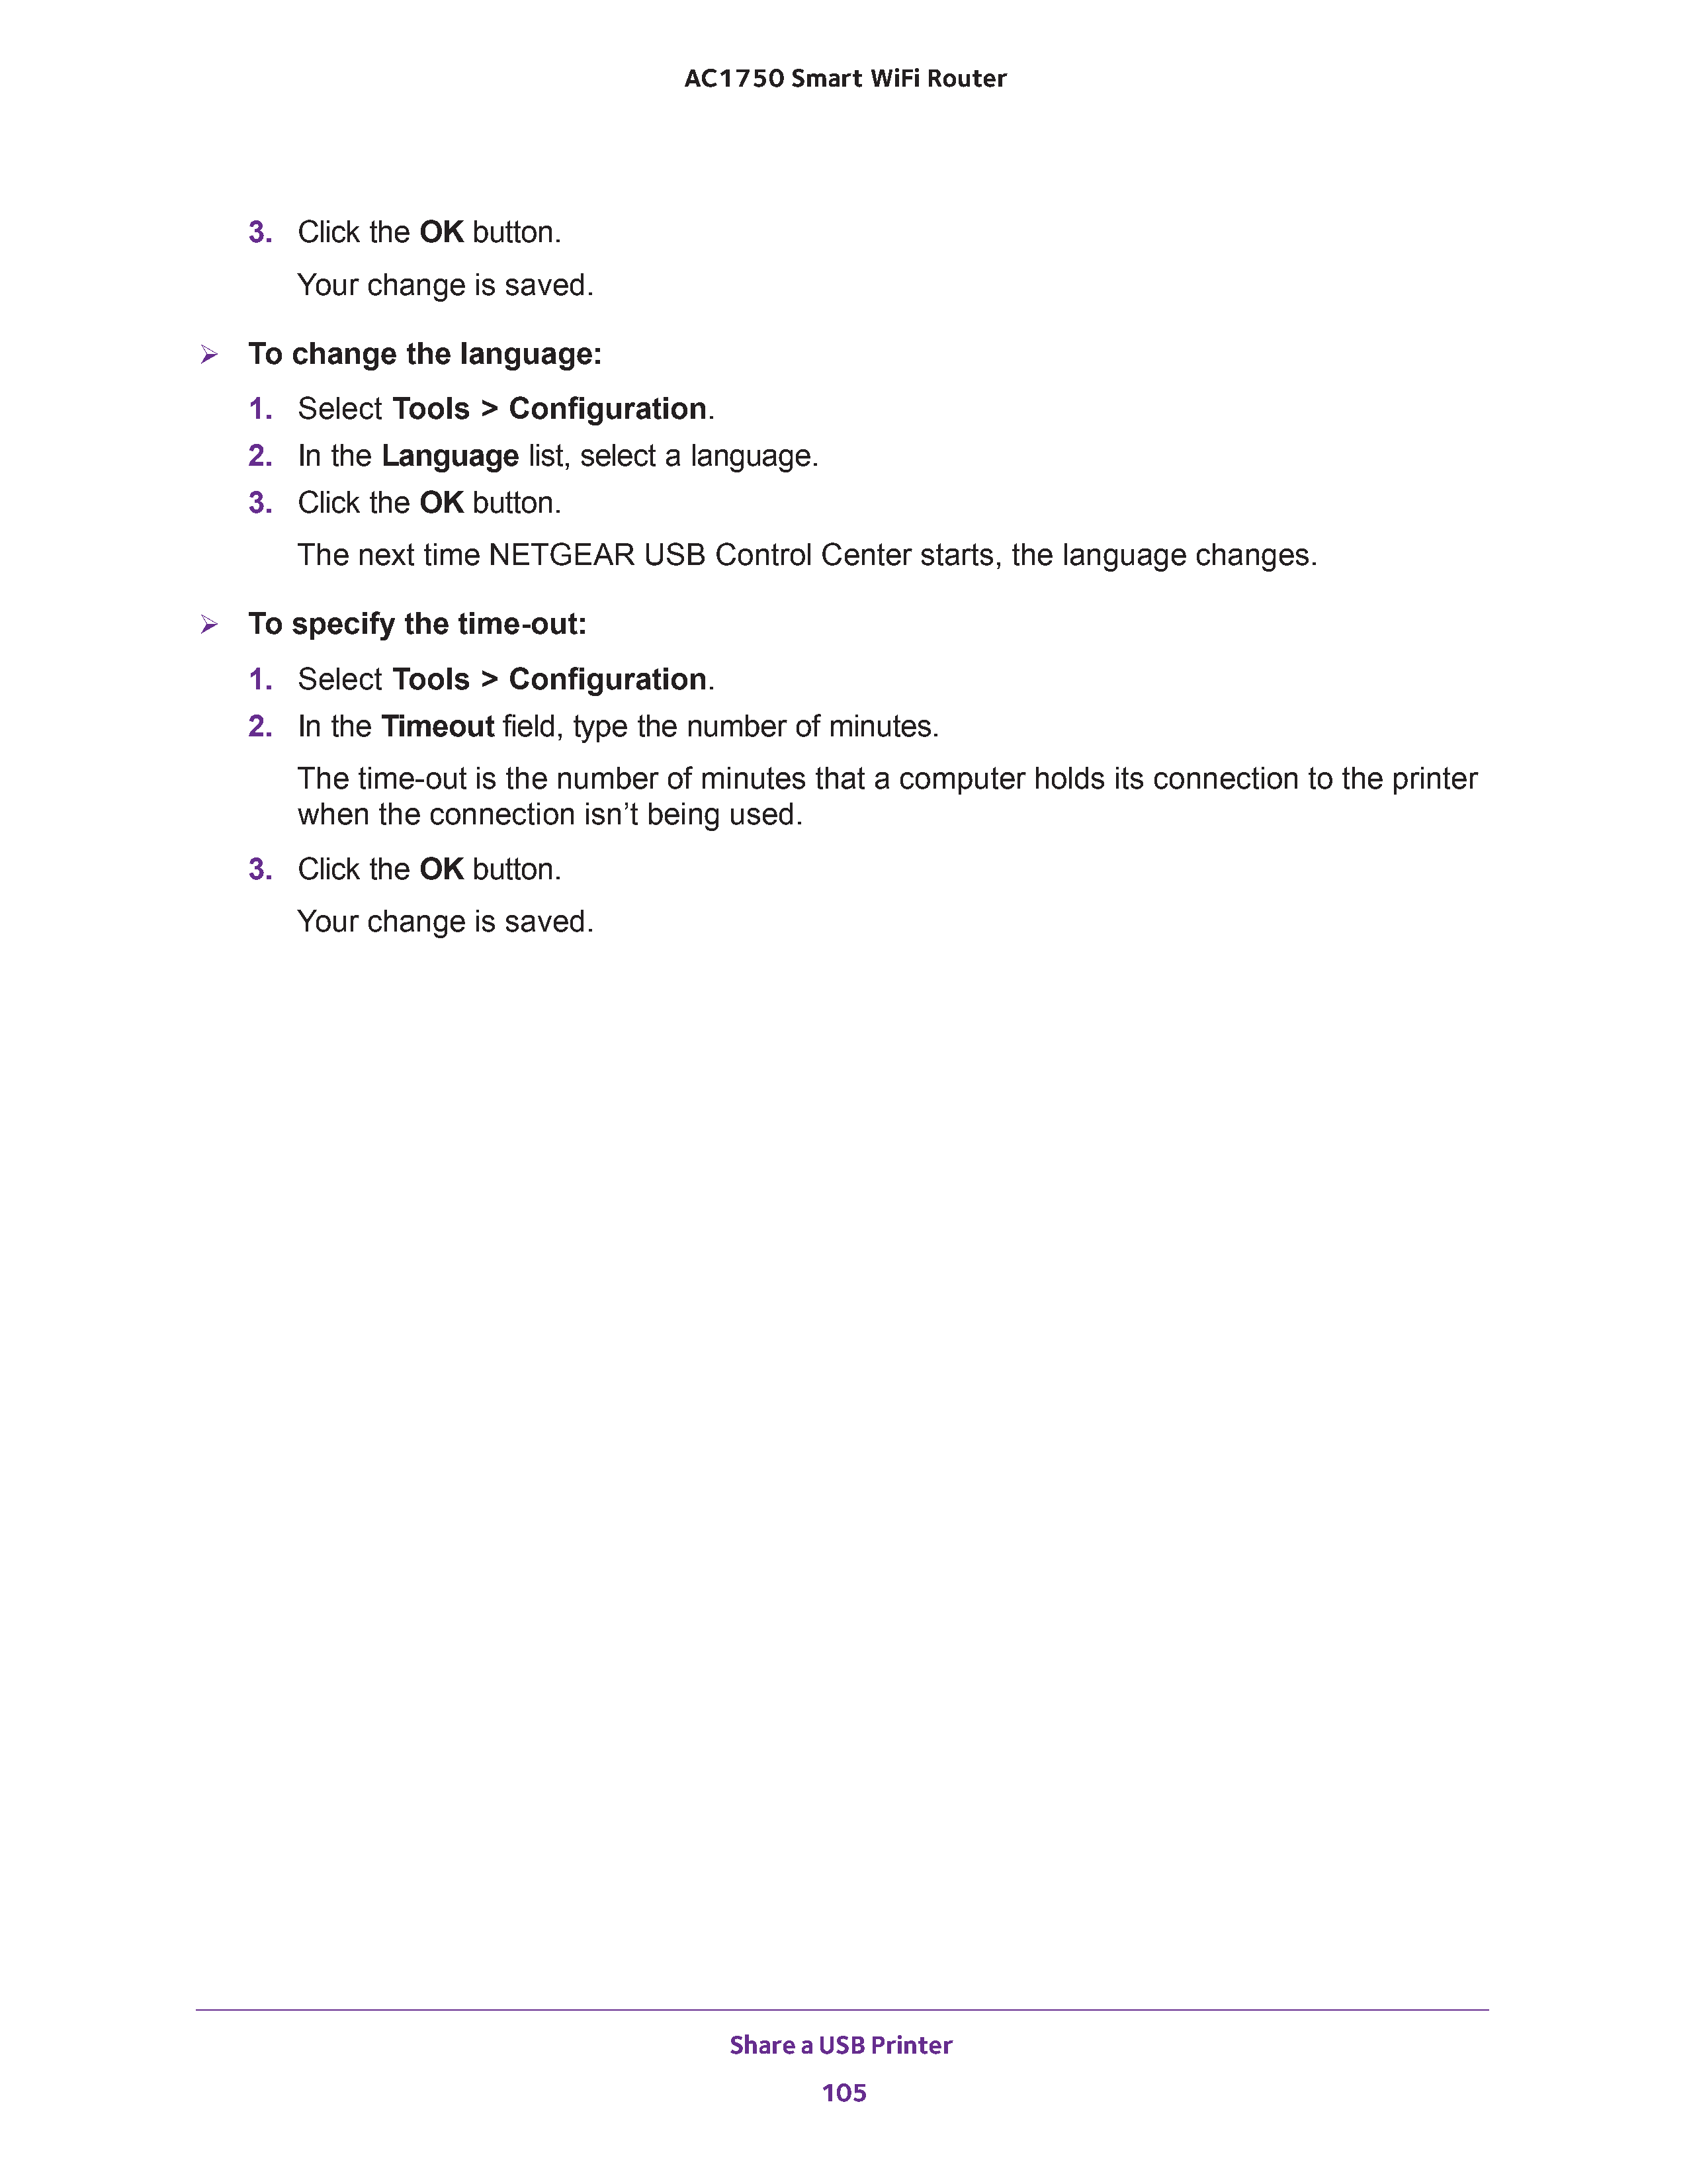 AC1750 Smart WiFi Router
3. Click the OK button.
Your change is saved.
➢ To change the language:
1. Select Tools > Configuration.
2. In the Language list, select a language.
3. Click the OK button.
The next time NETGEAR USB Control Center starts, the language changes.
➢ To specify the time-out:
1. Select Tools > Configuration.
2. In the Timeout field, type the number of minutes.
The time-out is the number of minutes that a computer holds its connection to the printer
when the connection isn’t being used.
3. Click the OK button.
Your change is saved.
Share a USB Printer
105